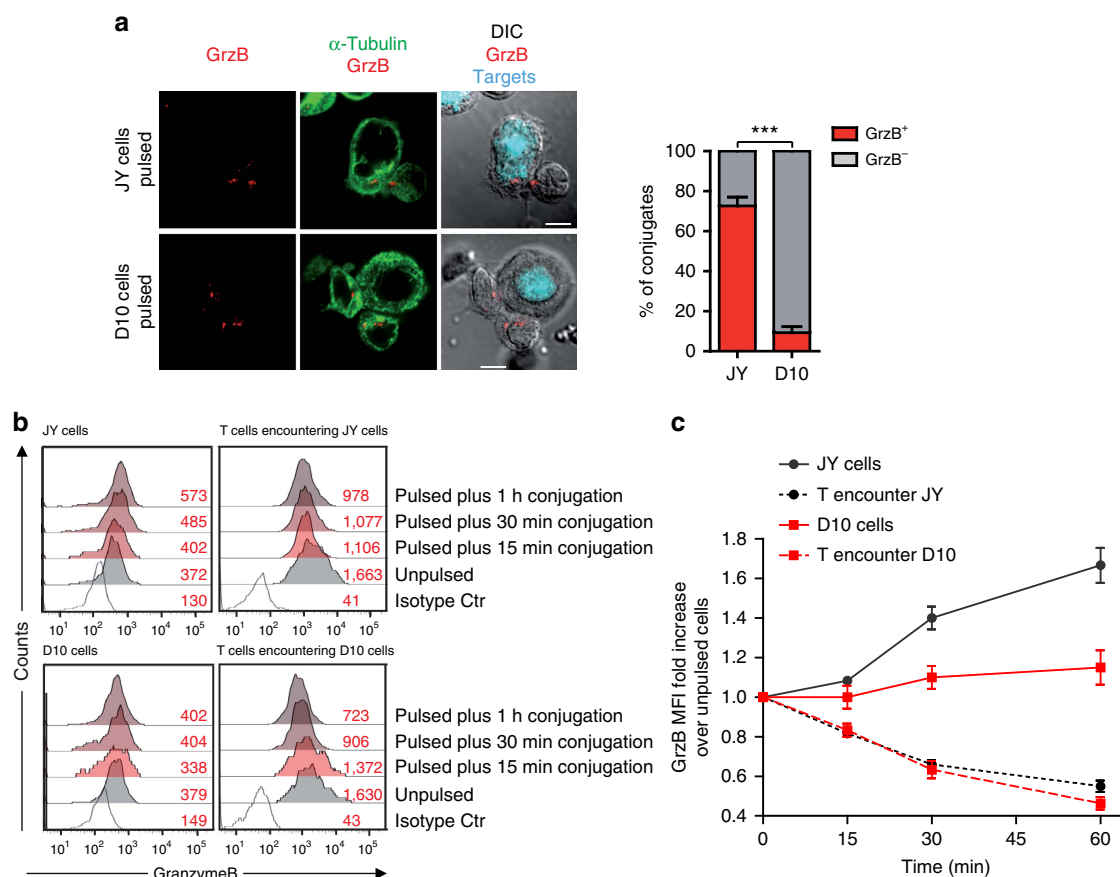 a
GrzB
α-Tubulin
GrzB
DIC
GrzB
Targets
JY cells
pulsed
D10 cells
pulsed
***
GrzB⁺
GrzB⁻
% of conjugates
100
80
60
40
20
0
JY D10
b
JY cells
T cells encountering JY cells
573 978 Pulsed plus 1 h conjugation
485 1,077 Pulsed plus 30 min conjugation
402 1,106 Pulsed plus 15 min conjugation
372 1,663 Unpulsed
130 41 Isotype Ctr
10¹ 10² 10³ 10⁴ 10⁵ 10¹ 10² 10³ 10⁴ 10⁵
D10 cells
T cells encountering D10 cells
402 723 Pulsed plus 1 h conjugation
404 906 Pulsed plus 30 min conjugation
338 1,372 Pulsed plus 15 min conjugation
379 1,630 Unpulsed
149 43 Isotype Ctr
10¹ 10² 10³ 10⁴ 10⁵ 10¹ 10² 10³ 10⁴ 10⁵
Counts
GranzymeB
c
JY cells
T encounter JY
D10 cells
T encounter D10
GrzB MFI fold increase
over unpulsed cells
1.8
1.6
1.4
1.2
1.0
0.8
0.6
0.4
0 15 30 45 60
Time (min)